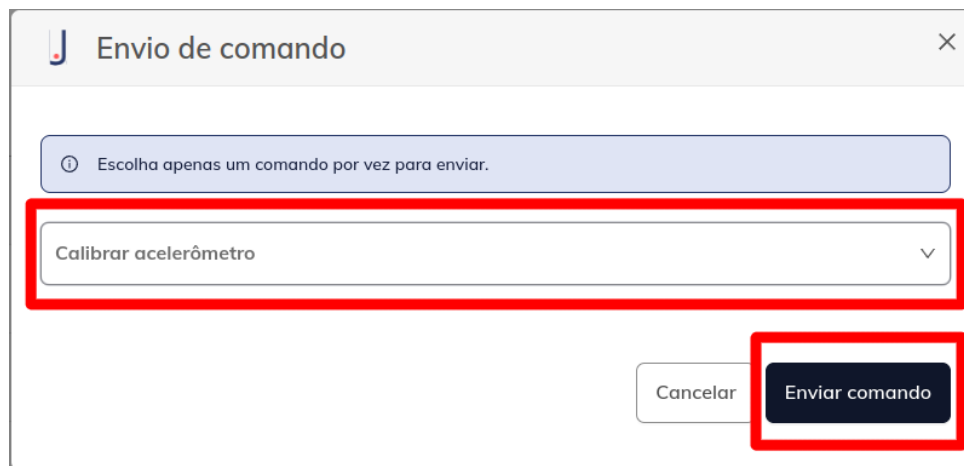 Envio de comando
Escolha apenas um comando por vez para enviar.
Calibrar acelerômetro
Cancelar
Enviar comando